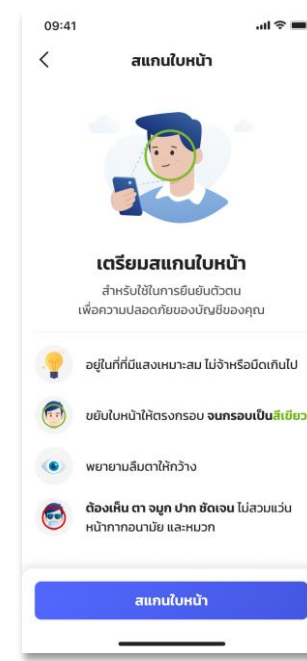 09:41
สแกนใบหน้า
เตรียมสแกนใบหน้า
สำหรับใช้ในการยืนยันตัวตน
เพื่อความปลอดภัยของบัญชีของคุณ
อยู่ในที่ที่มีแสงเหมาะสม ไม่จ้าหรือมืดเกินไป
ขยับใบหน้าให้ตรงกรอบ จนกรอบเป็นสีเขียว
พยายามลืมตาให้กว้าง
ต้องเห็น ตา จมูก ปาก ชัดเจน ไม่สวมแว่น
หน้ากากอนามัย และหมวก
สแกนใบหน้า